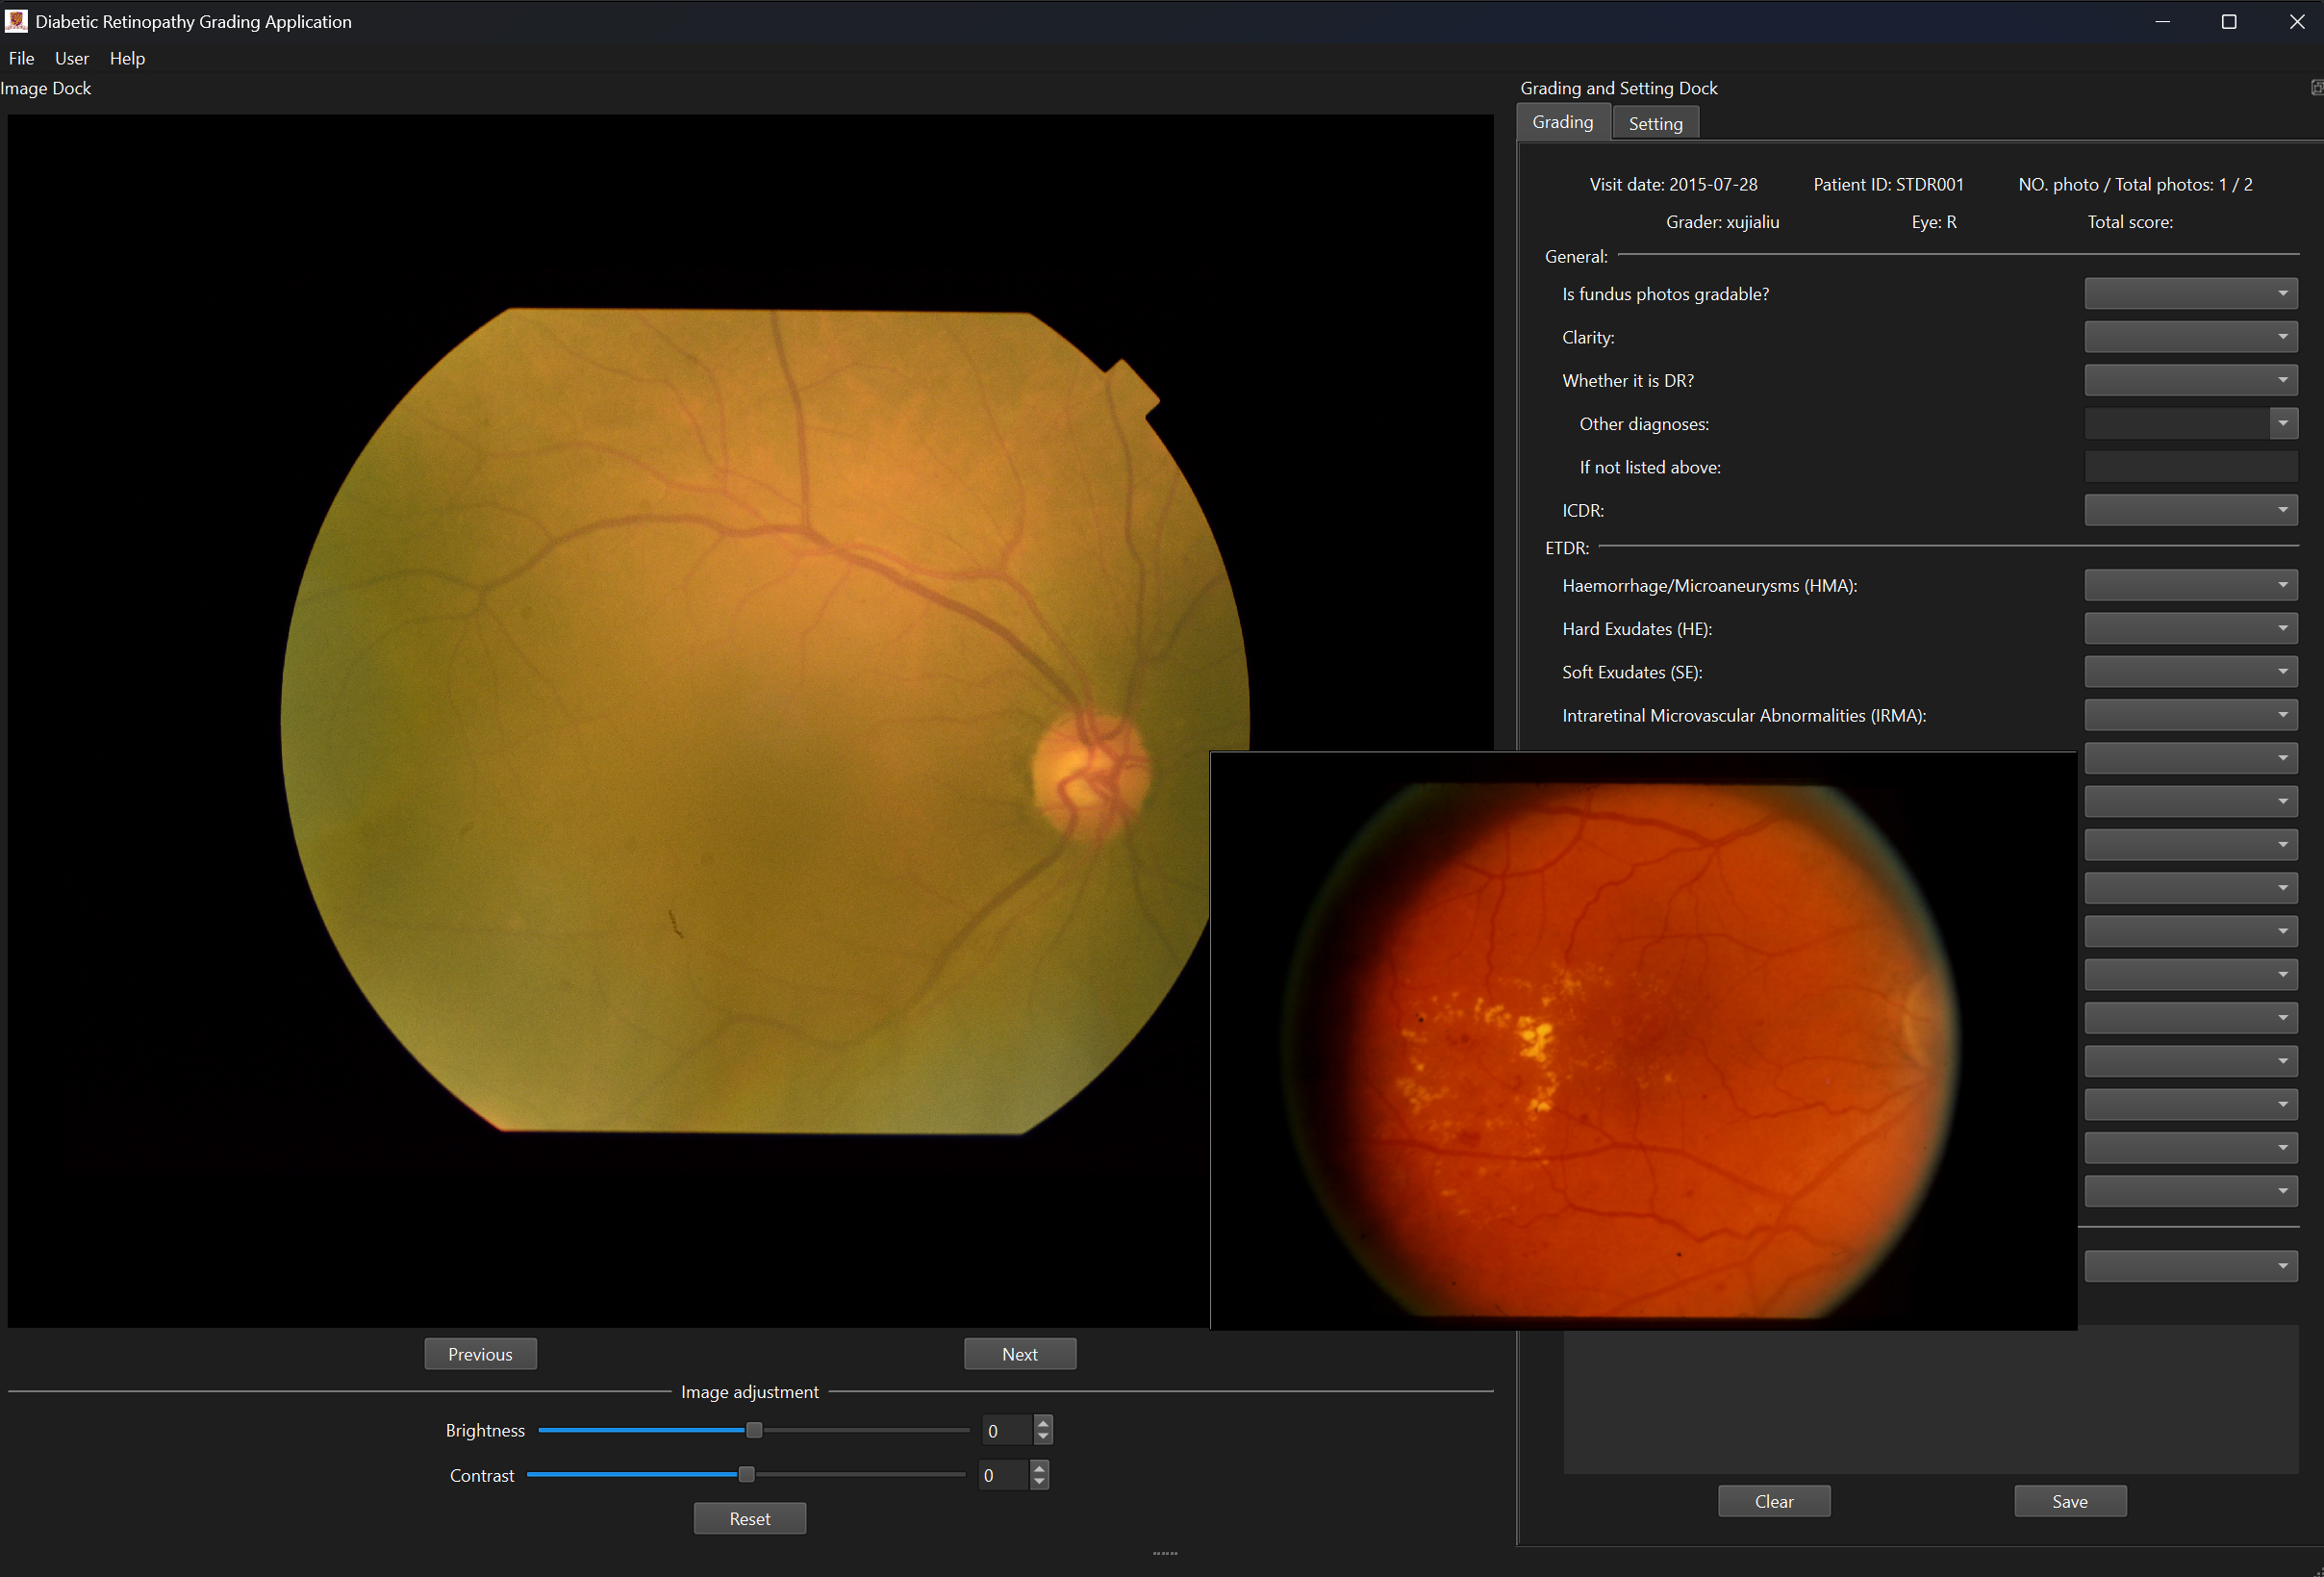 Diabetic Retinopathy Grading Application
File User Help
Image Dock
Grading and Setting Dock
Grading Setting
Visit date: 2015-07-28 Patient ID: STDR001 NO. photo / Total photos: 1 / 2
Grader: xujialiu Eye: R Total score:
General:
Is fundus photos gradable?
Clarity:
Whether it is DR?
Other diagnoses:
If not listed above:
ICDR:
ETDR:
Haemorrhage/Microaneurysms (HMA):
Hard Exudates (HE):
Soft Exudates (SE):
Intraretinal Microvascular Abnormalities (IRMA):
Previous Next
Image adjustment
Brightness 0
Contrast 0
Reset
Clear Save